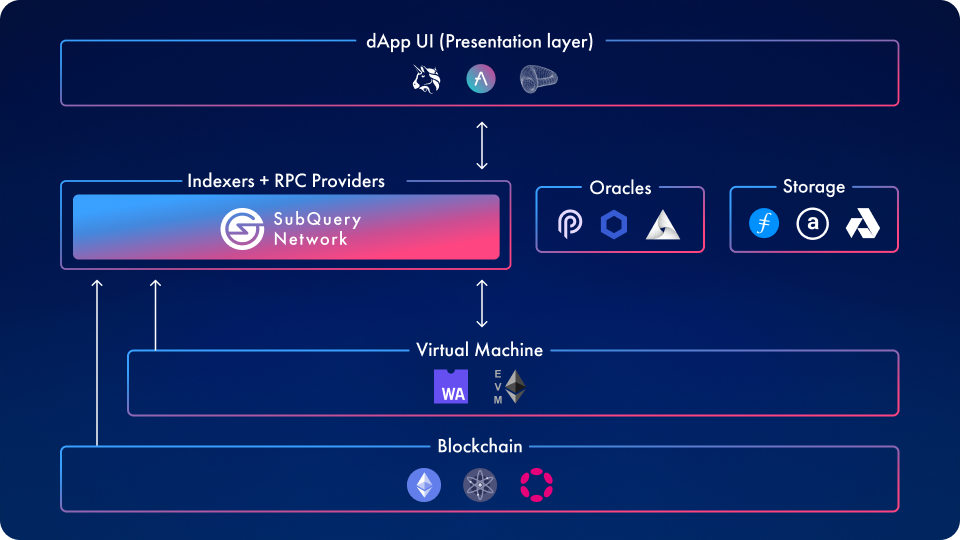 dApp UI (Presentation layer)
Indexers + RPC Providers
SubQuery
Network
Oracles
Storage
a
Virtual Machine
WA
E
V
M
Blockchain